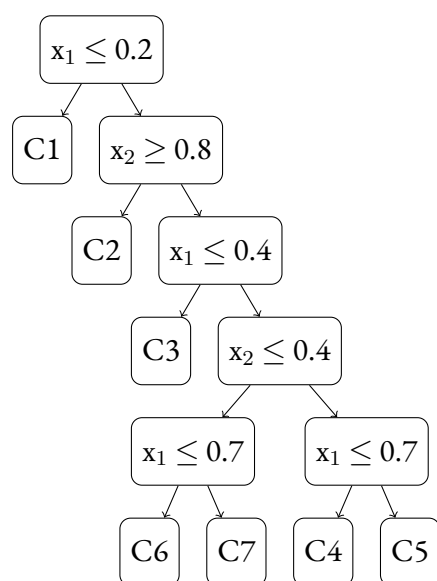 x₁ ≤ 0.2
C1
x₂ ≥ 0.8
C2
x₁ ≤ 0.4
C3
x₂ ≤ 0.4
x₁ ≤ 0.7
x₁ ≤ 0.7
C6
C7
C4
C5